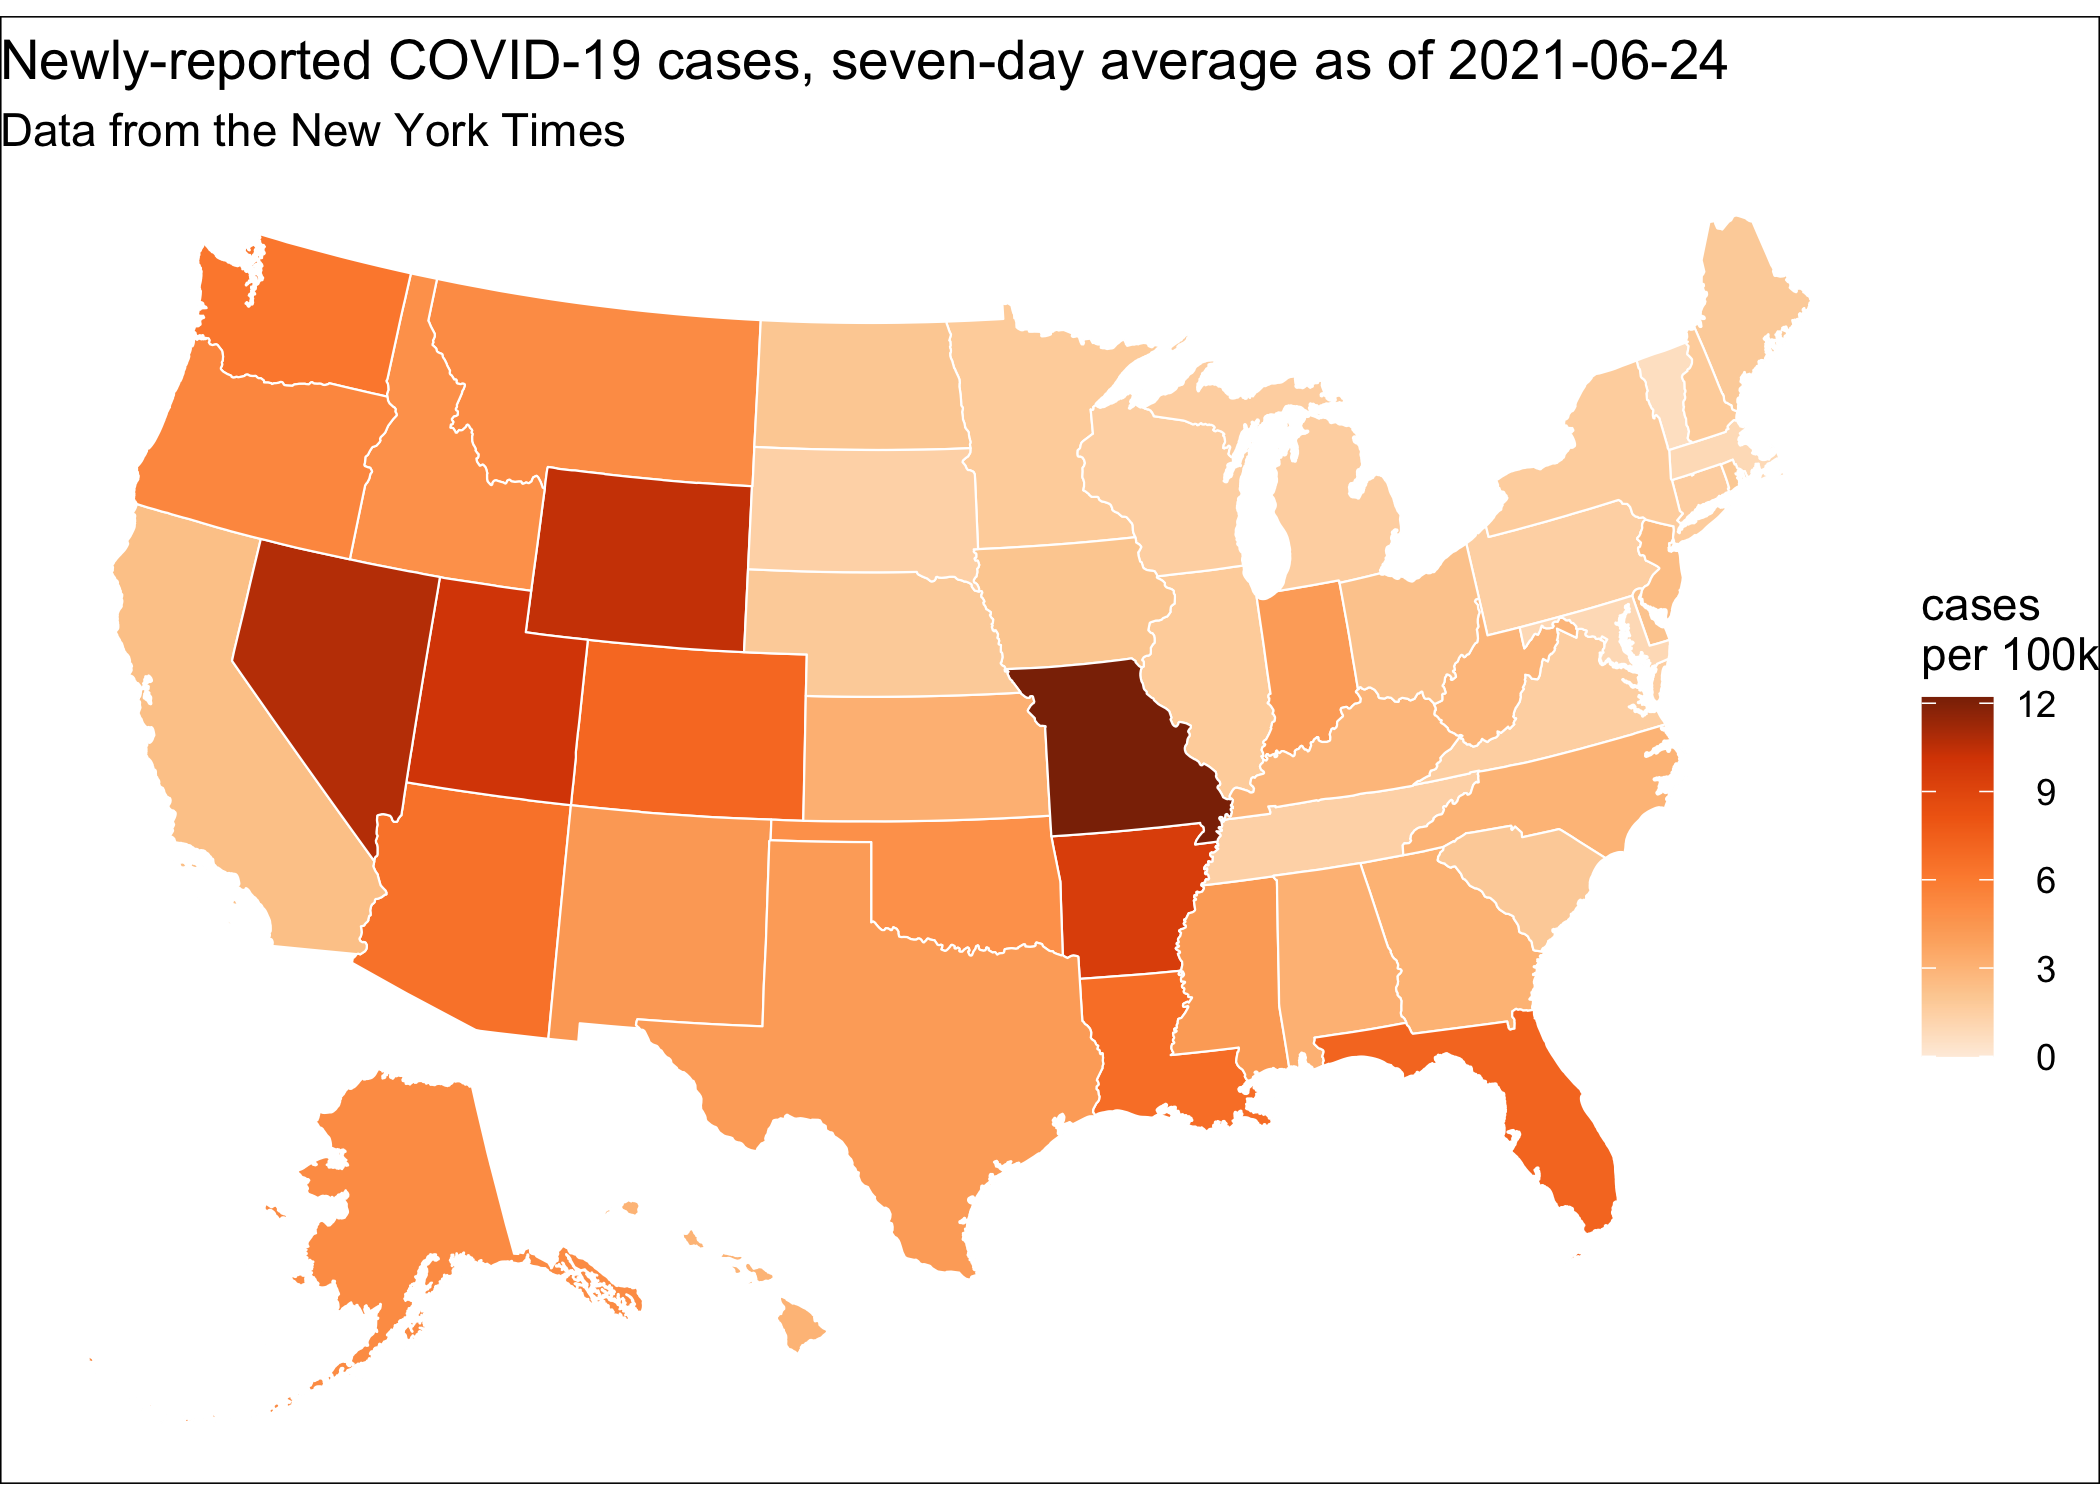 Newly-reported COVID-19 cases, seven-day average as of 2021-06-24
Data from the New York Times
cases
per 100k
12
9
6
3
0